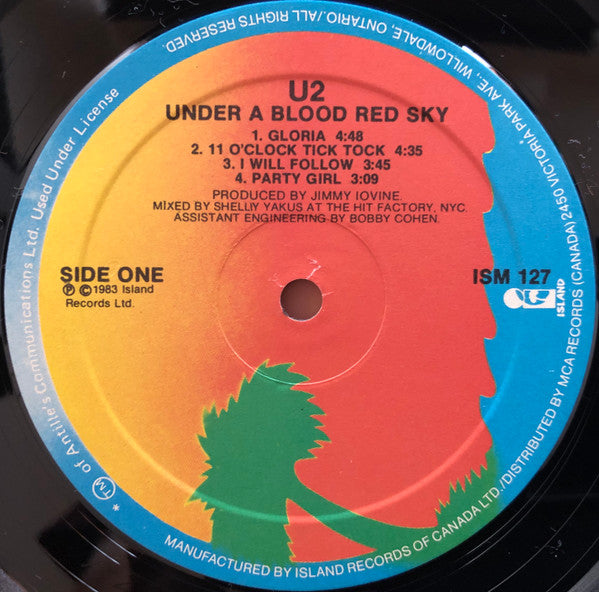 U2
UNDER A BLOOD RED SKY
1. GLORIA 4:48
2. 11 O'CLOCK TICK TOCK 4:35
3. I WILL FOLLOW 3:45
4. PARTY GIRL 3:09
PRODUCED BY JIMMY IOVINE.
MIXED BY SHELLY YAKUS AT THE HIT FACTORY, NYC.
ASSISTANT ENGINEERING BY BOBBY COHEN.
SIDE ONE
℗ © 1983 Island
Records Ltd.
ISM 127
ISLAND
* TM of Antilles Communications Ltd. Used Under License
MANUFACTURED BY ISLAND RECORDS OF CANADA LTD./DISTRIBUTED BY MCA RECORDS (CANADA) 2450 VICTORIA PARK AVE., WILLOWDALE, ONTARIO./ALL RIGHTS RESERVED.